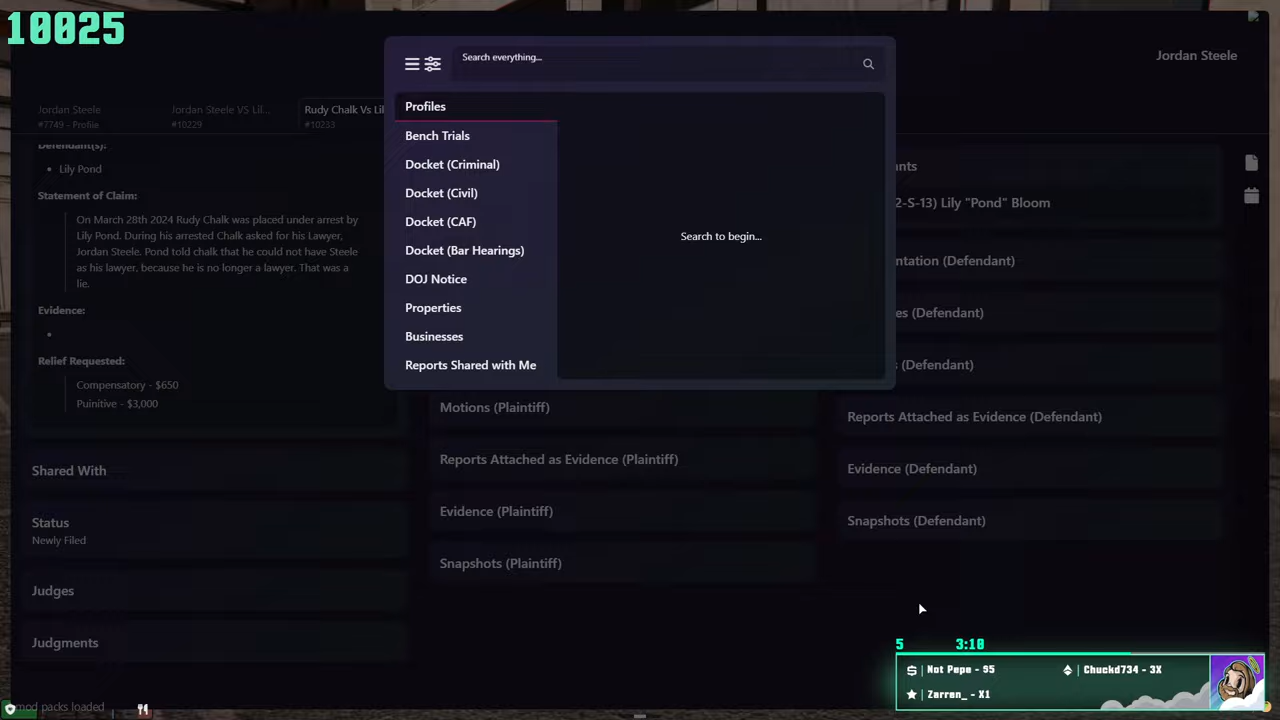 10025
Jordan Steele
Search everything...
Jordan Steele
#7749 - Profile
Jordan Steele VS Lil...
#10229
Rudy Chalk Vs Lil
#10233
Profiles
Bench Trials
Docket (Criminal)
Docket (Civil)
Docket (CAF)
Docket (Bar Hearings)
DOJ Notice
Properties
Businesses
Reports Shared with Me
Search to begin...
Defendant(s):
Lily Pond
Statement of Claim:
On March 28th 2024 Rudy Chalk was placed under arrest by
Lily Pond. During his arrested Chalk asked for his Lawyer,
Jordan Steele. Pond told chalk that he could not have Steele
as his lawyer, because he is no longer a lawyer. That was a
lie.
Evidence:
Relief Requested:
Compensatory - $650
Puinitive - $3,000
Shared With
Status
Newly Filed
Judges
Judgments
Motions (Plaintiff)
Reports Attached as Evidence (Plaintiff)
Evidence (Plaintiff)
Snapshots (Plaintiff)
ants
2-S-13) Lily "Pond" Bloom
ntation (Defendant)
es (Defendant)
s (Defendant)
Reports Attached as Evidence (Defendant)
Evidence (Defendant)
Snapshots (Defendant)
5 3:10
Not Pepe - 95
Chuckd734 - 3X
Zarren_ - X1
mod packs loaded